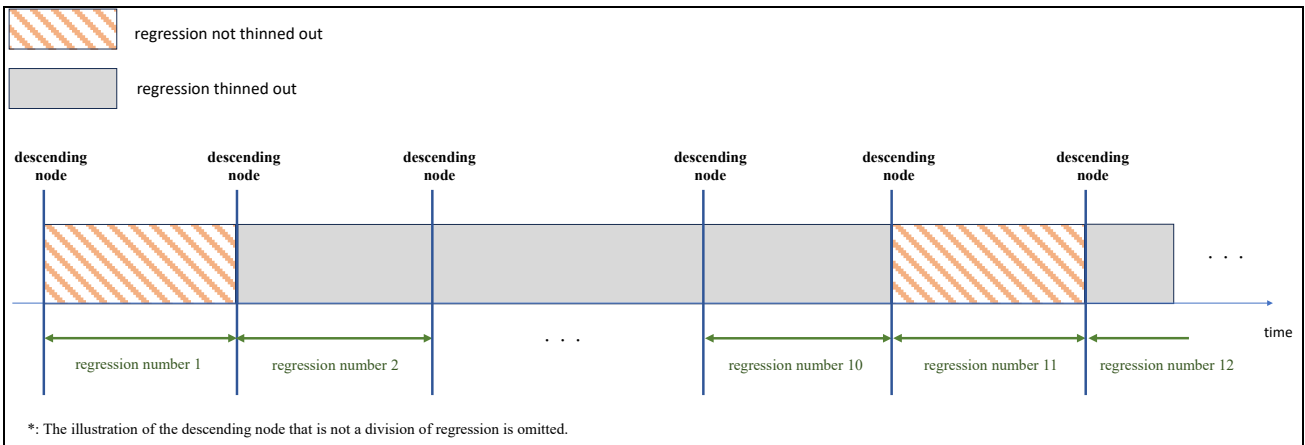 regression not thinned out
regression thinned out
descending node
descending node
descending node
descending node
descending node
descending node
. . .
. . .
time
regression number 1
regression number 2
regression number 10
regression number 11
regression number 12
*: The illustration of the descending node that is not a division of regression is omitted.